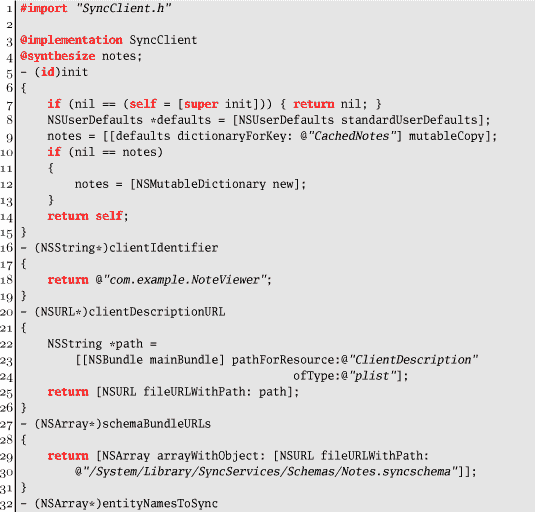 1 #import "SyncClient.h"
2
3 @implementation SyncClient
4 @synthesize notes;
5 - (id)init
6 {
7     if (nil == (self = [super init])) { return nil; }
8     NSUserDefaults *defaults = [NSUserDefaults standardUserDefaults];
9     notes = [[defaults dictionaryForKey: @"CachedNotes"] mutableCopy];
10     if (nil == notes)
11     {
12         notes = [NSMutableDictionary new];
13     }
14     return self;
15 }
16 - (NSString*)clientIdentifier
17 {
18     return @"com.example.NoteViewer";
19 }
20 - (NSURL*)clientDescriptionURL
21 {
22     NSString *path =
23         [[NSBundle mainBundle] pathForResource:@"ClientDescription"
24                                         ofType:@"plist"];
25     return [NSURL fileURLWithPath: path];
26 }
27 - (NSArray*)schemaBundleURLs
28 {
29     return [NSArray arrayWithObject: [NSURL fileURLWithPath:
30         @"/System/Library/SyncServices/Schemas/Notes.syncschema"]];
31 }
32 - (NSArray*)entityNamesToSync